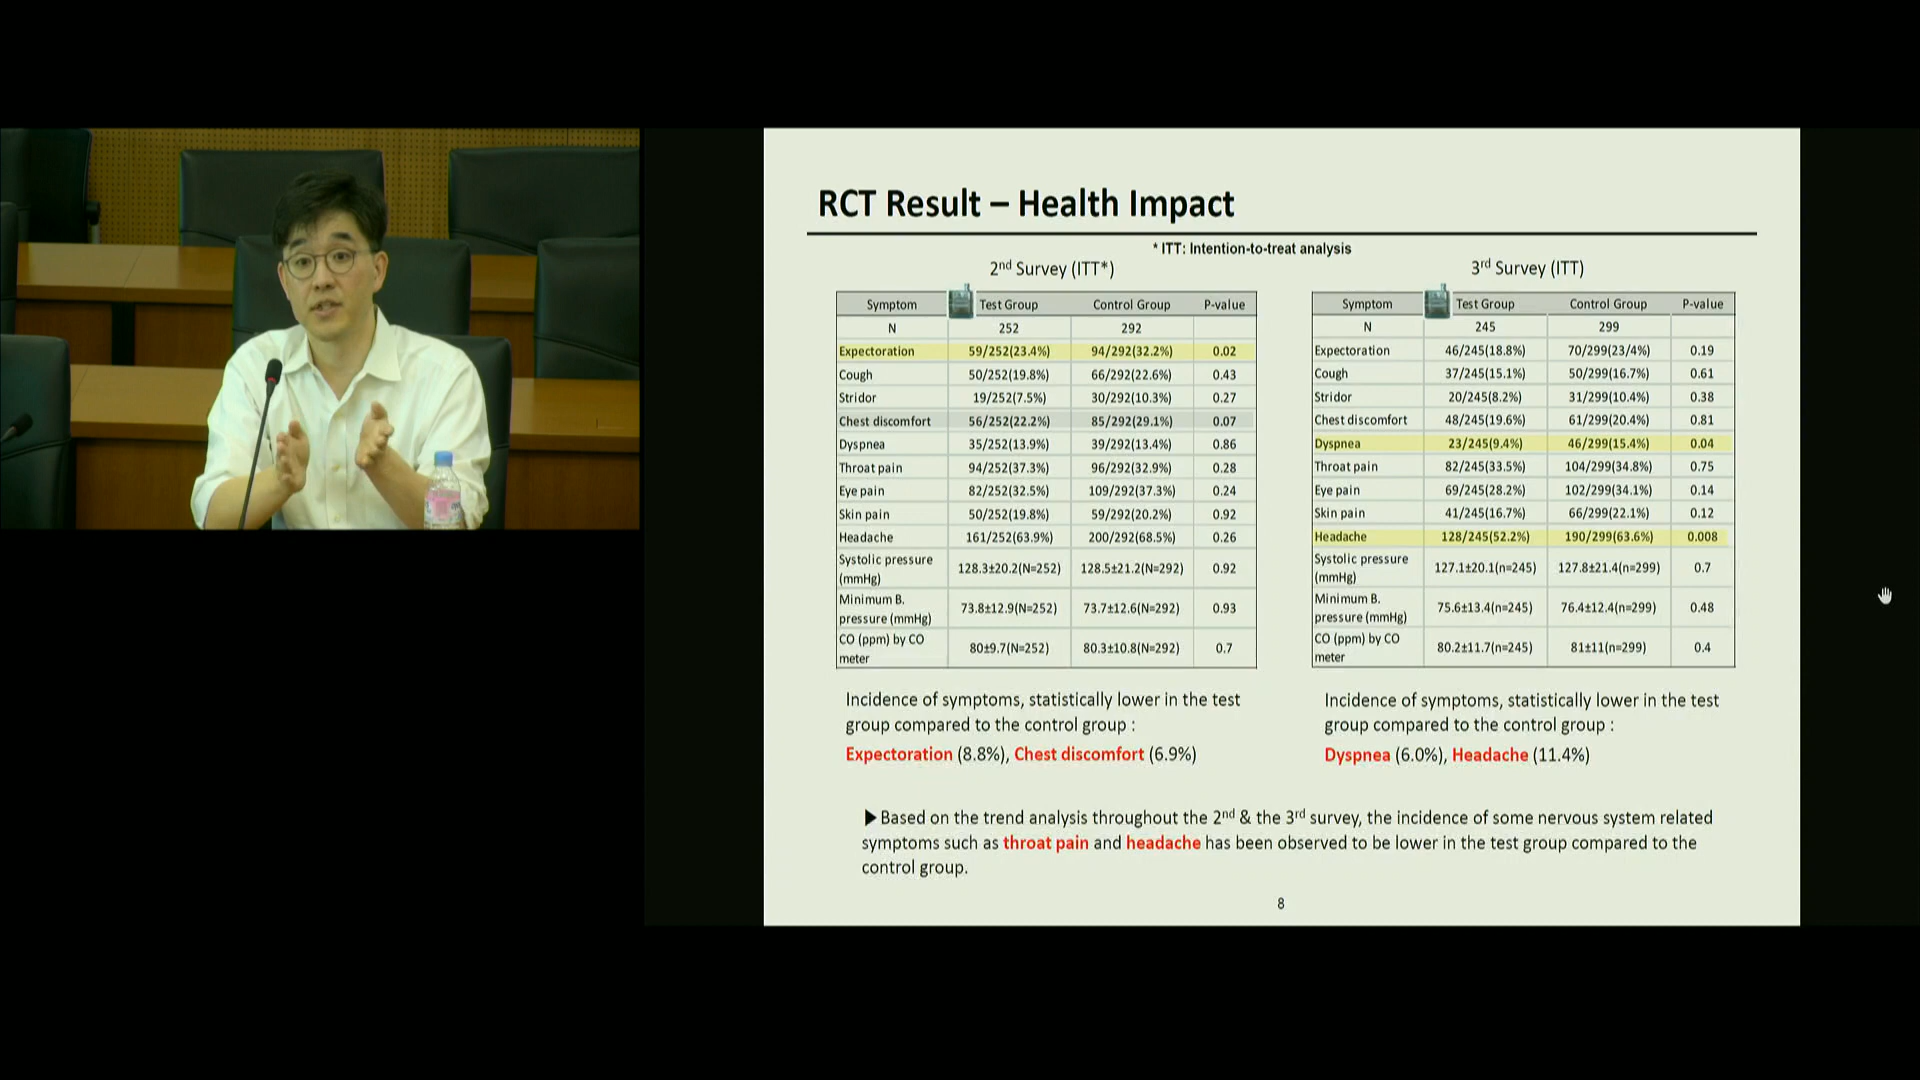 RCT Result – Health Impact
* ITT: Intention-to-treat analysis
2nd Survey (ITT*)
Symptom Test Group Control Group P-value
N 252 292
Expectoration 59/252(23.4%) 94/292(32.2%) 0.02
Cough 50/252(19.8%) 66/292(22.6%) 0.43
Stridor 19/252(7.5%) 30/292(10.3%) 0.27
Chest discomfort 56/252(22.2%) 85/292(29.1%) 0.07
Dyspnea 35/252(13.9%) 39/292(13.4%) 0.86
Throat pain 94/252(37.3%) 96/292(32.9%) 0.28
Eye pain 82/252(32.5%) 109/292(37.3%) 0.24
Skin pain 50/252(19.8%) 59/292(20.2%) 0.92
Headache 161/252(63.9%) 200/292(68.5%) 0.26
Systolic pressure
(mmHg) 128.3±20.2(N=252) 128.5±21.2(N=292) 0.92
Minimum B.
pressure (mmHg) 73.8±12.9(N=252) 73.7±12.6(N=292) 0.93
CO (ppm) by CO
meter 80±9.7(N=252) 80.3±10.8(N=292) 0.7
Incidence of symptoms, statistically lower in the test
group compared to the control group :
Expectoration (8.8%), Chest discomfort (6.9%)
3rd Survey (ITT)
Symptom Test Group Control Group P-value
N 245 299
Expectoration 46/245(18.8%) 70/299(23/4%) 0.19
Cough 37/245(15.1%) 50/299(16.7%) 0.61
Stridor 20/245(8.2%) 31/299(10.4%) 0.38
Chest discomfort 48/245(19.6%) 61/299(20.4%) 0.81
Dyspnea 23/245(9.4%) 46/299(15.4%) 0.04
Throat pain 82/245(33.5%) 104/299(34.8%) 0.75
Eye pain 69/245(28.2%) 102/299(34.1%) 0.14
Skin pain 41/245(16.7%) 66/299(22.1%) 0.12
Headache 128/245(52.2%) 190/299(63.6%) 0.008
Systolic pressure
(mmHg) 127.1±20.1(n=245) 127.8±21.4(n=299) 0.7
Minimum B.
pressure (mmHg) 75.6±13.4(n=245) 76.4±12.4(n=299) 0.48
CO (ppm) by CO
meter 80.2±11.7(n=245) 81±11(n=299) 0.4
Incidence of symptoms, statistically lower in the test
group compared to the control group :
Dyspnea (6.0%), Headache (11.4%)
▶Based on the trend analysis throughout the 2nd & the 3rd survey, the incidence of some nervous system related
symptoms such as throat pain and headache has been observed to be lower in the test group compared to the
control group.
8